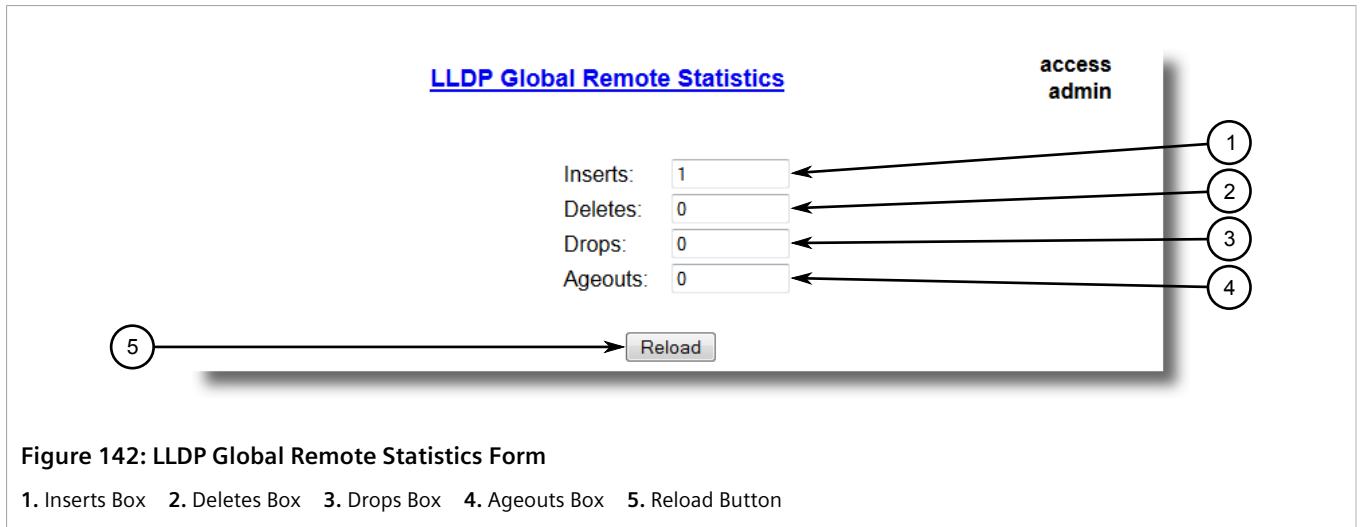 LLDP Global Remote Statistics
access
admin
Inserts: 1
Deletes: 0
Drops: 0
Ageouts: 0
Reload
1
2
3
4
5
Figure 142: LLDP Global Remote Statistics Form
1. Inserts Box 2. Deletes Box 3. Drops Box 4. Ageouts Box 5. Reload Button